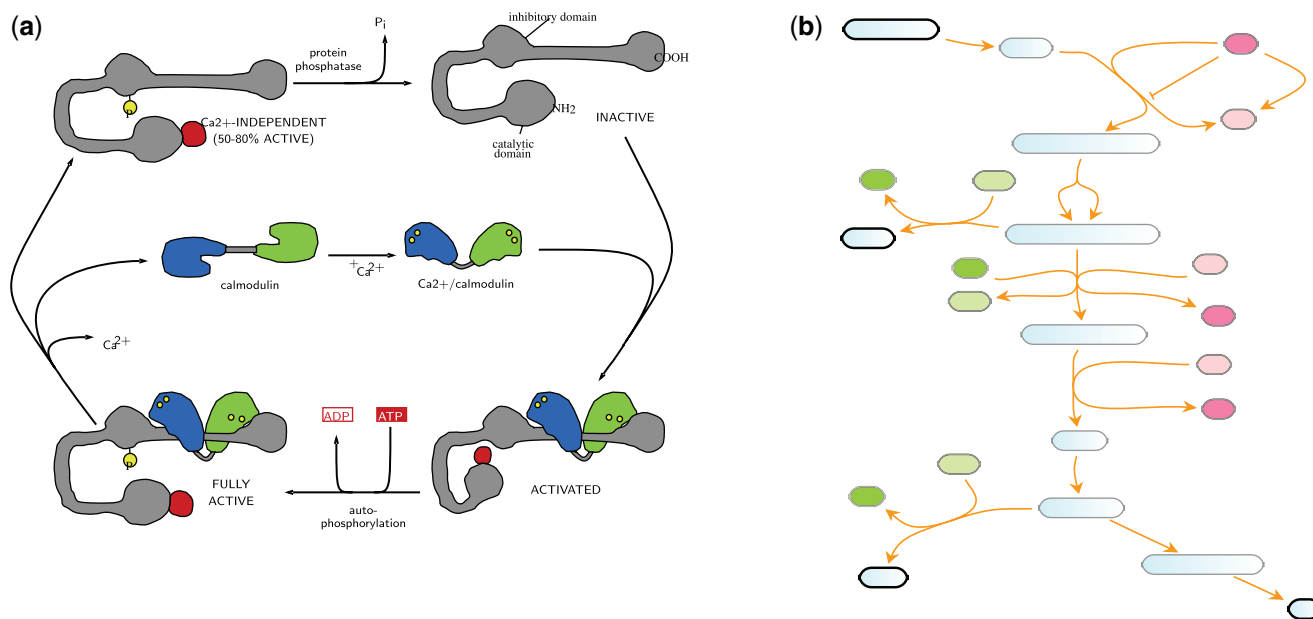 (a)
inhibitory domain
Pi
protein
phosphatase
COOH
P
Ca2+-INDEPENDENT
(50-80% ACTIVE)
NH2
INACTIVE
catalytic
domain
calmodulin
+Ca2+
Ca2+/calmodulin
Ca2+
ADP
ATP
P
FULLY
ACTIVE
ACTIVATED
auto-
phosphorylation
(b)